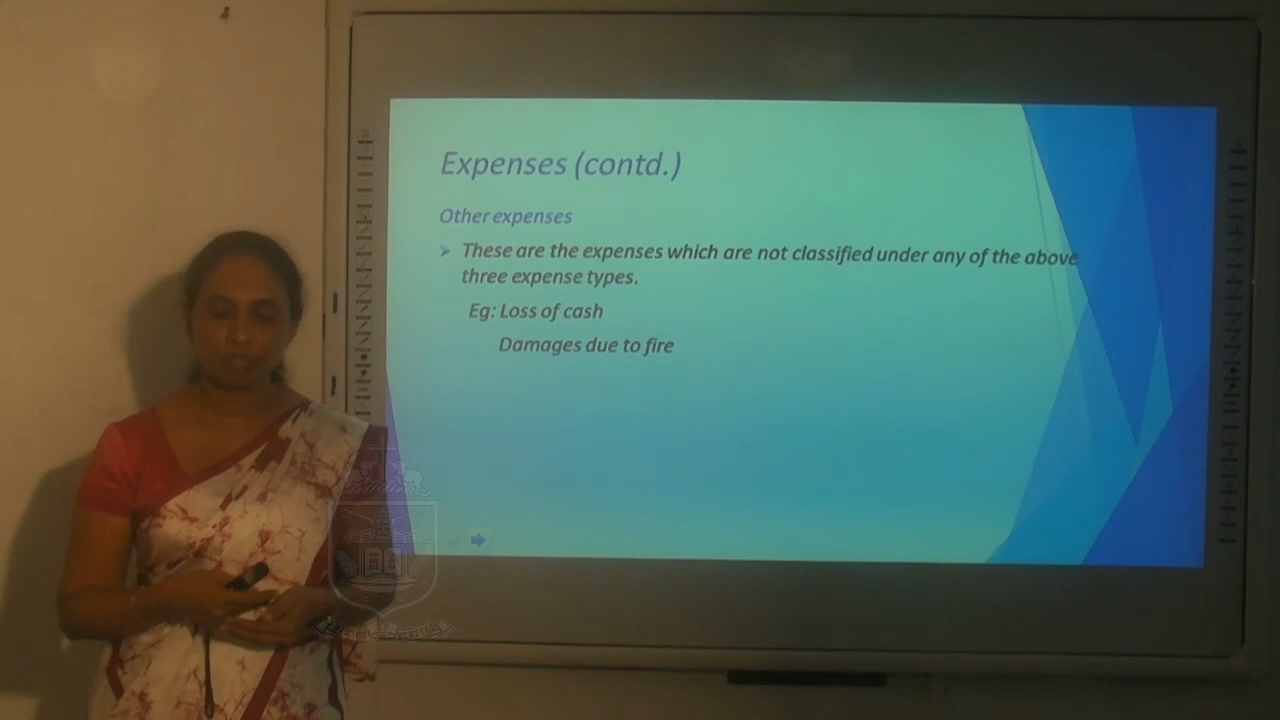 Expenses (contd.)
Other expenses
These are the expenses which are not classified under any of the above
three expense types.
Eg: Loss of cash
Damages due to fire